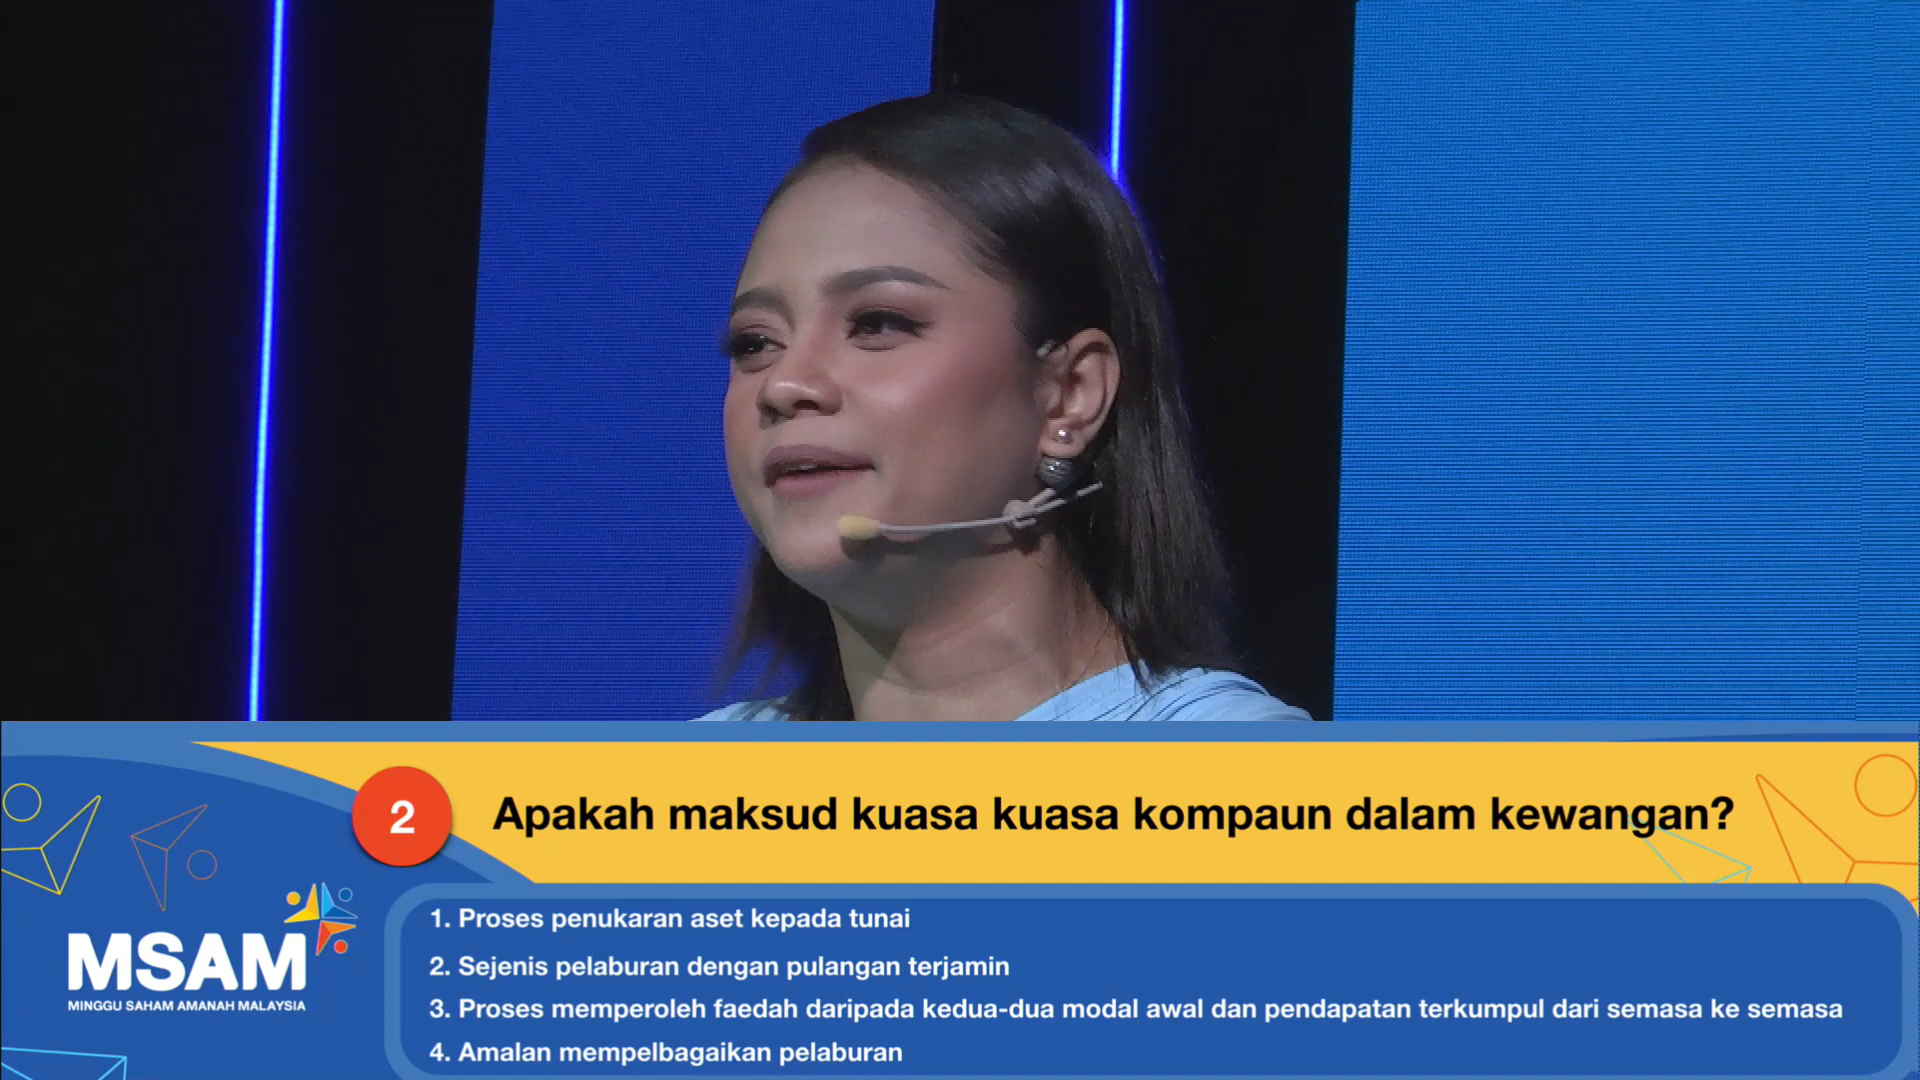 2
Apakah maksud kuasa kuasa kompaun dalam kewangan?
MSAM
MINGGU SAHAM AMANAH MALAYSIA
1. Proses penukaran aset kepada tunai
2. Sejenis pelaburan dengan pulangan terjamin
3. Proses memperoleh faedah daripada kedua-dua modal awal dan pendapatan terkumpul dari semasa ke semasa
4. Amalan mempelbagaikan pelaburan